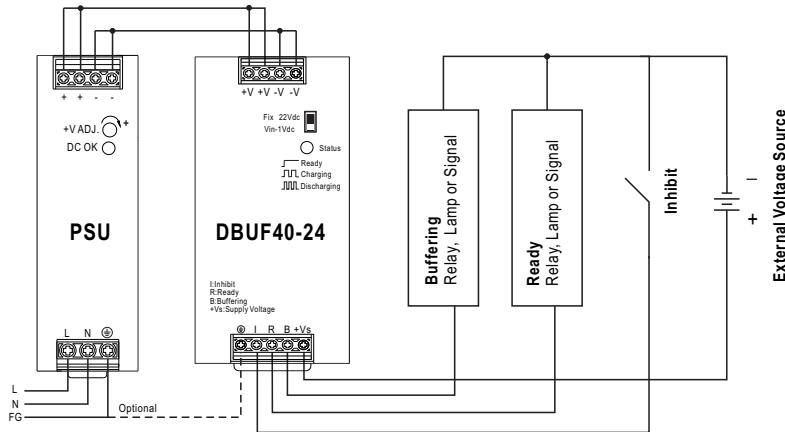 + + - -
+V ADJ.
+
DC OK
PSU
L N
L
N
FG
Optional
+V +V -V -V
Fix 22Vdc
Vin-1Vdc
Status
Ready
Charging
Discharging
DBUF40-24
I:Inhibit
R:Ready
B:Buffering
+Vs:Supply Voltage
I R B +Vs
Buffering
Relay, Lamp or Signal
Ready
Relay, Lamp or Signal
Inhibit
−
+
External Voltage Source